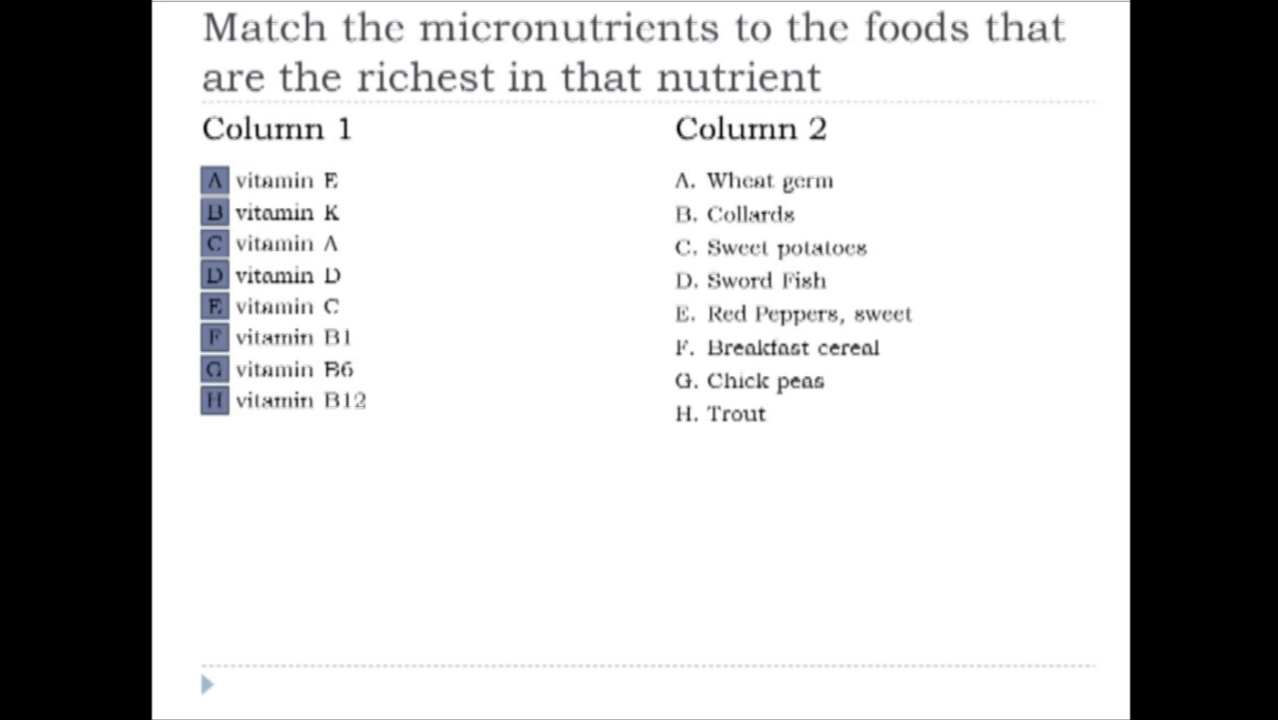 Match the micronutrients to the foods that
are the richest in that nutrient
Column 1
A vitamin E
B vitamin K
C vitamin A
D vitamin D
E vitamin C
F vitamin B1
G vitamin B6
H vitamin B12
Column 2
A. Wheat germ
B. Collards
C. Sweet potatoes
D. Sword Fish
E. Red Peppers, sweet
F. Breakfast cereal
G. Chick peas
H. Trout